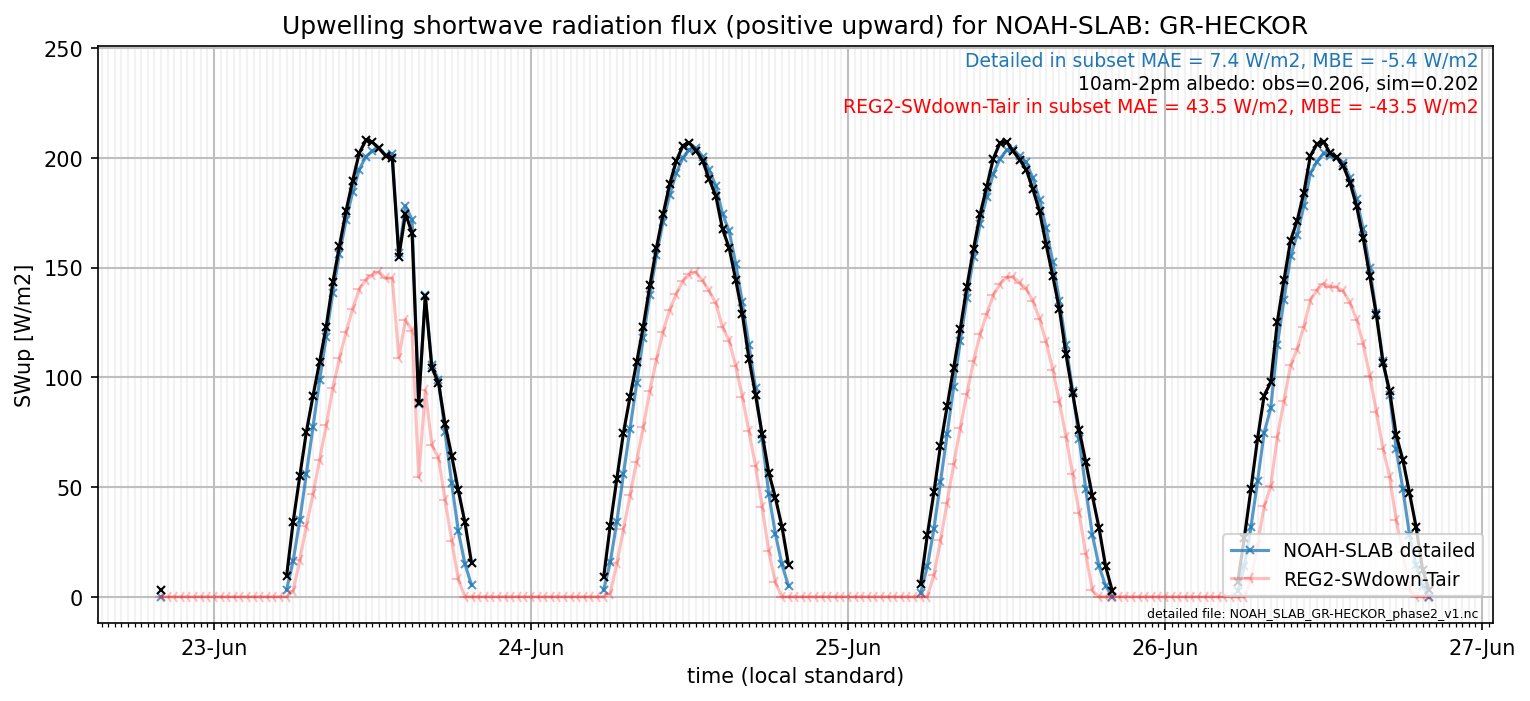 Upwelling shortwave radiation flux (positive upward) for NOAH-SLAB: GR-HECKOR
Detailed in subset MAE = 7.4 W/m2, MBE = -5.4 W/m2
10am-2pm albedo: obs=0.206, sim=0.202
REG2-SWdown-Tair in subset MAE = 43.5 W/m2, MBE = -43.5 W/m2
250
200
150
100
50
0
SWup [W/m2]
NOAH-SLAB detailed
REG2-SWdown-Tair
detailed file: NOAH_SLAB_GR-HECKOR_phase2_v1.nc
23-Jun 24-Jun 25-Jun 26-Jun 27-Jun
time (local standard)